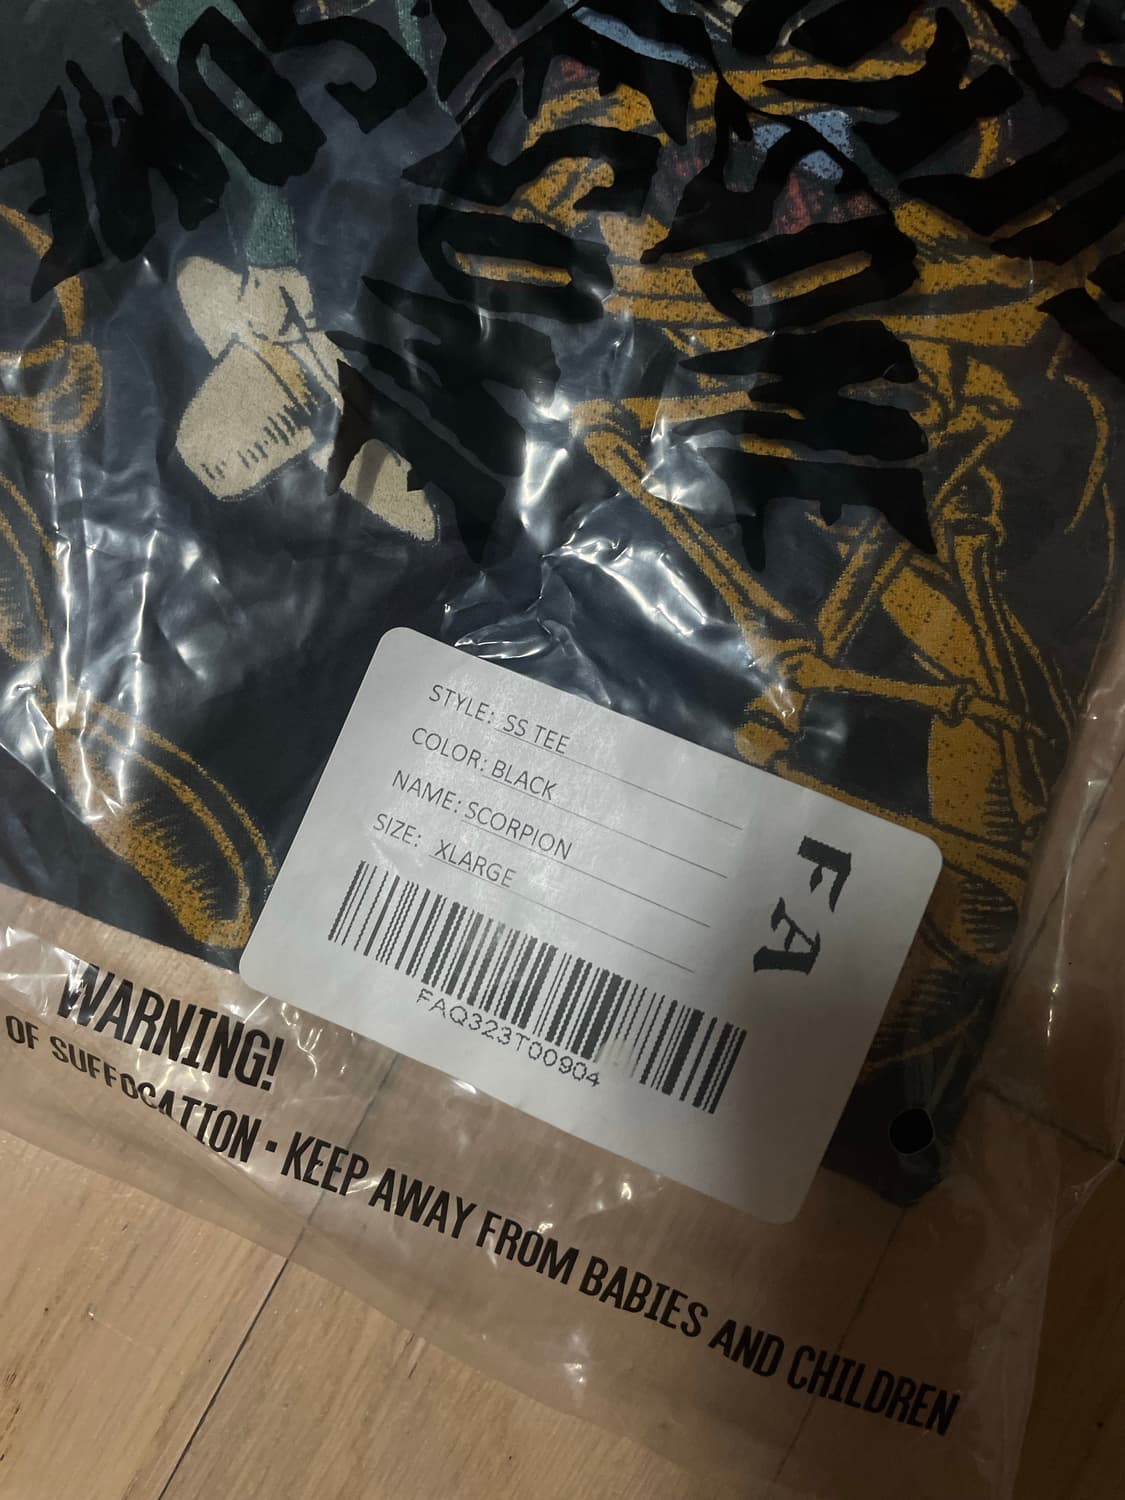 AWESOME
STYLE: SS TEE
COLOR: BLACK
NAME: SCORPION
SIZE: XLARGE
FA
FAQ323T00904
WARNING!
OF SUFFOCATION • KEEP AWAY FROM BABIES AND CHILDREN